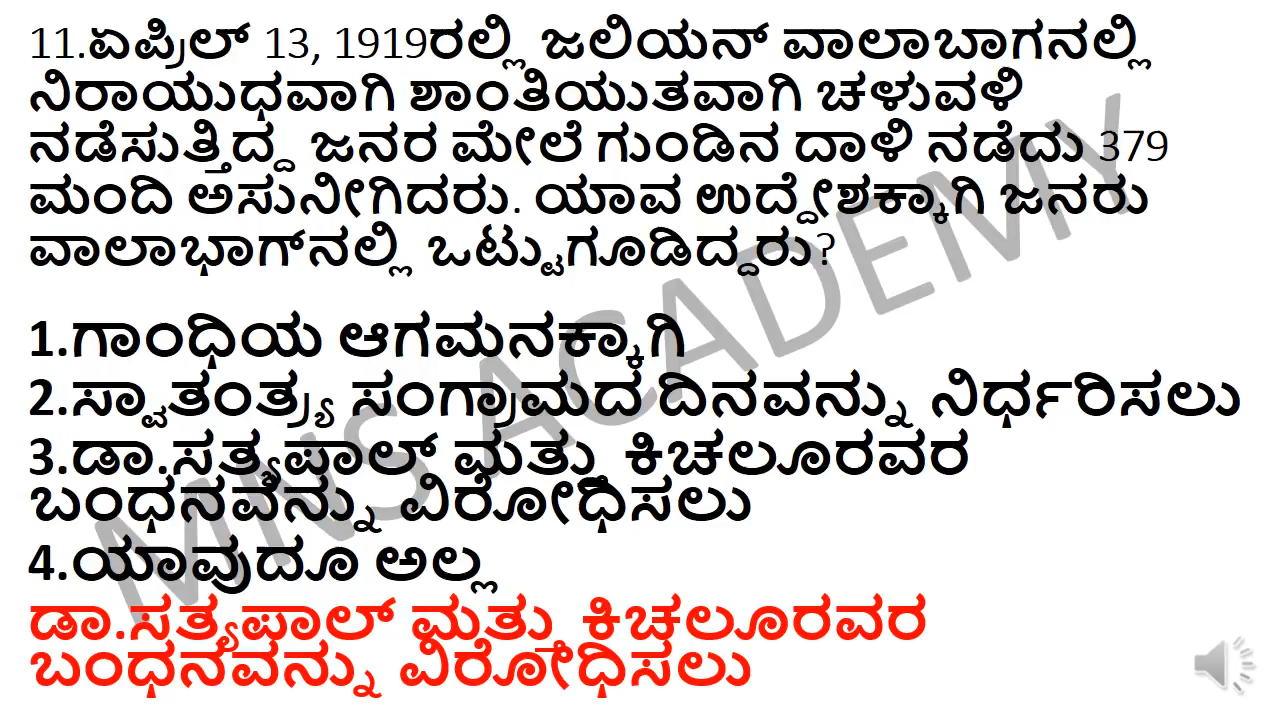 11.ಏಪ್ರಿಲ್ 13, 1919ರಲ್ಲಿ ಜಲಿಯನ್ ವಾಲಾಬಾಗನಲ್ಲಿ
ನಿರಾಯುಧವಾಗಿ ಶಾಂತಿಯುತವಾಗಿ ಚಳುವಳಿ
ನಡೆಸುತ್ತಿದ್ದ ಜನರ ಮೇಲೆ ಗುಂಡಿನ ದಾಳಿ ನಡೆದು 379
ಮಂದಿ ಅಸುನೀಗಿದರು. ಯಾವ ಉದ್ದೇಶಕ್ಕಾಗಿ ಜನರು
ವಾಲಾಭಾಗ್‌ನಲ್ಲಿ ಒಟ್ಟುಗೂಡಿದ್ದರು?
1.ಗಾಂಧಿಯ ಆಗಮನಕ್ಕಾಗಿ
2.ಸ್ವಾತಂತ್ರ್ಯ ಸಂಗ್ರಾಮದ ದಿನವನ್ನು ನಿರ್ಧರಿಸಲು
3.ಡಾ.ಸತ್ಯಪಾಲ್ ಮತ್ತು ಕಿಚಲೂರವರ
ಬಂಧನವನ್ನು ವಿರೋಧಿಸಲು
4.ಯಾವುದೂ ಅಲ್ಲ
ಡಾ.ಸತ್ಯಪಾಲ್ ಮತ್ತು ಕಿಚಲೂರವರ
ಬಂಧನವನ್ನು ವಿರೋಧಿಸಲು
MNS ACADEMY